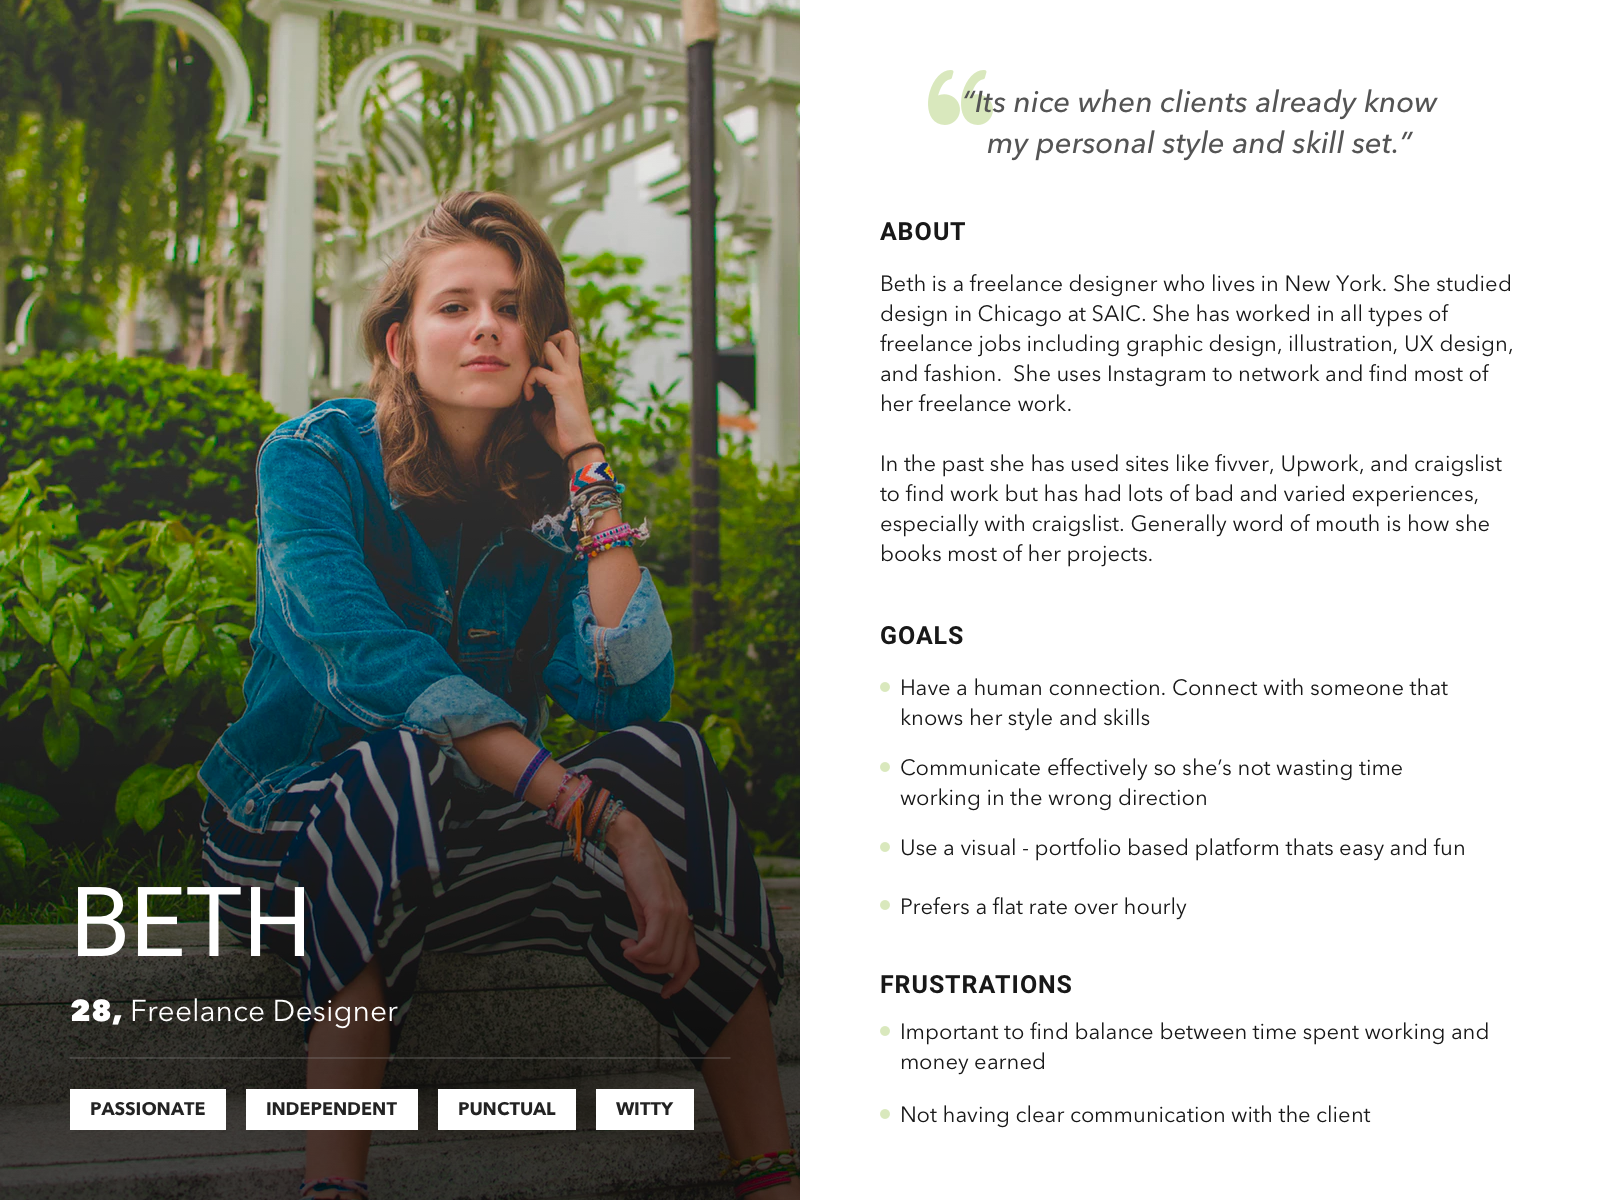 BETH
28, Freelance Designer
PASSIONATE INDEPENDENT PUNCTUAL WITTY
“Its nice when clients already know
my personal style and skill set.”
ABOUT
Beth is a freelance designer who lives in New York. She studied
design in Chicago at SAIC. She has worked in all types of
freelance jobs including graphic design, illustration, UX design,
and fashion.  She uses Instagram to network and find most of
her freelance work.
In the past she has used sites like fivver, Upwork, and craigslist
to find work but has had lots of bad and varied experiences,
especially with craigslist. Generally word of mouth is how she
books most of her projects.
GOALS
Have a human connection. Connect with someone that
knows her style and skills
Communicate effectively so she’s not wasting time
working in the wrong direction
Use a visual - portfolio based platform thats easy and fun
Prefers a flat rate over hourly
FRUSTRATIONS
Important to find balance between time spent working and
money earned
Not having clear communication with the client